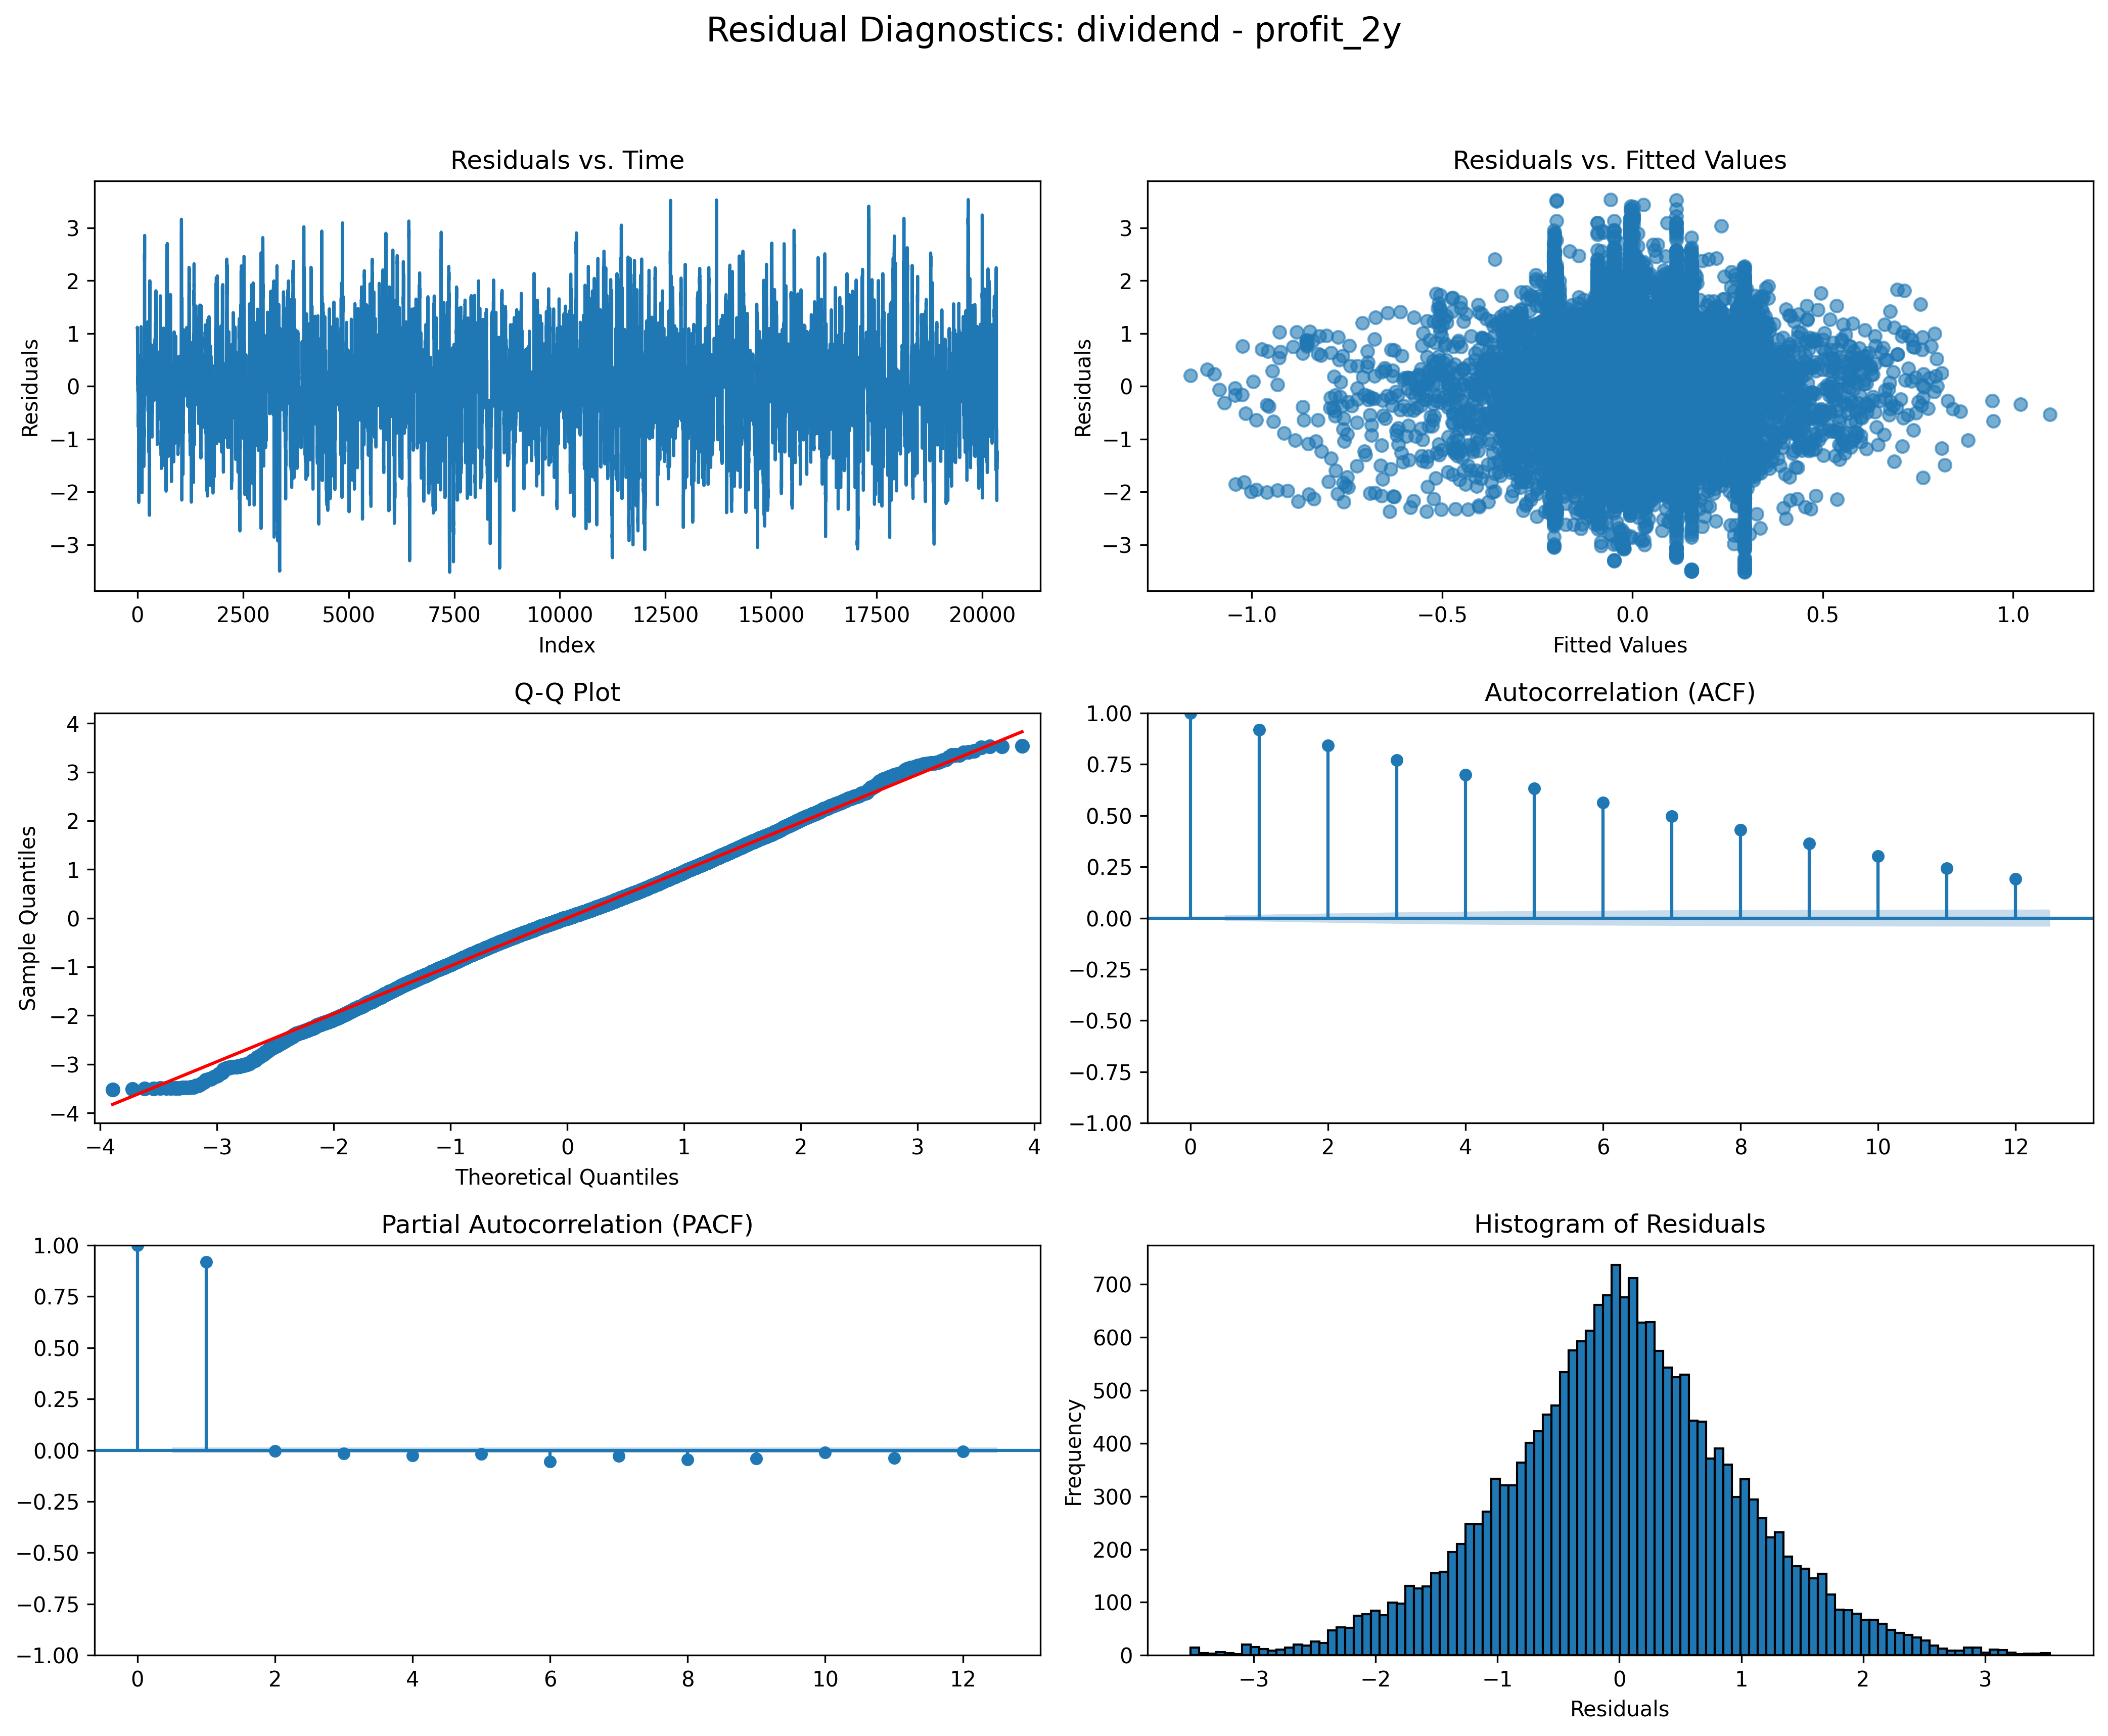 Residual Diagnostics: dividend - profit_2y
Residuals vs. Time
Residuals
3
2
1
0
−1
−2
−3
0 2500 5000 7500 10000 12500 15000 17500 20000
Index
Residuals vs. Fitted Values
Residuals
3
2
1
0
−1
−2
−3
−1.0 −0.5 0.0 0.5 1.0
Fitted Values
Q-Q Plot
Sample Quantiles
4
3
2
1
0
−1
−2
−3
−4
−4 −3 −2 −1 0 1 2 3 4
Theoretical Quantiles
Autocorrelation (ACF)
1.00
0.75
0.50
0.25
0.00
−0.25
−0.50
−0.75
−1.00
0 2 4 6 8 10 12
Partial Autocorrelation (PACF)
1.00
0.75
0.50
0.25
0.00
−0.25
−0.50
−0.75
−1.00
0 2 4 6 8 10 12
Histogram of Residuals
Frequency
700
600
500
400
300
200
100
0
−3 −2 −1 0 1 2 3
Residuals